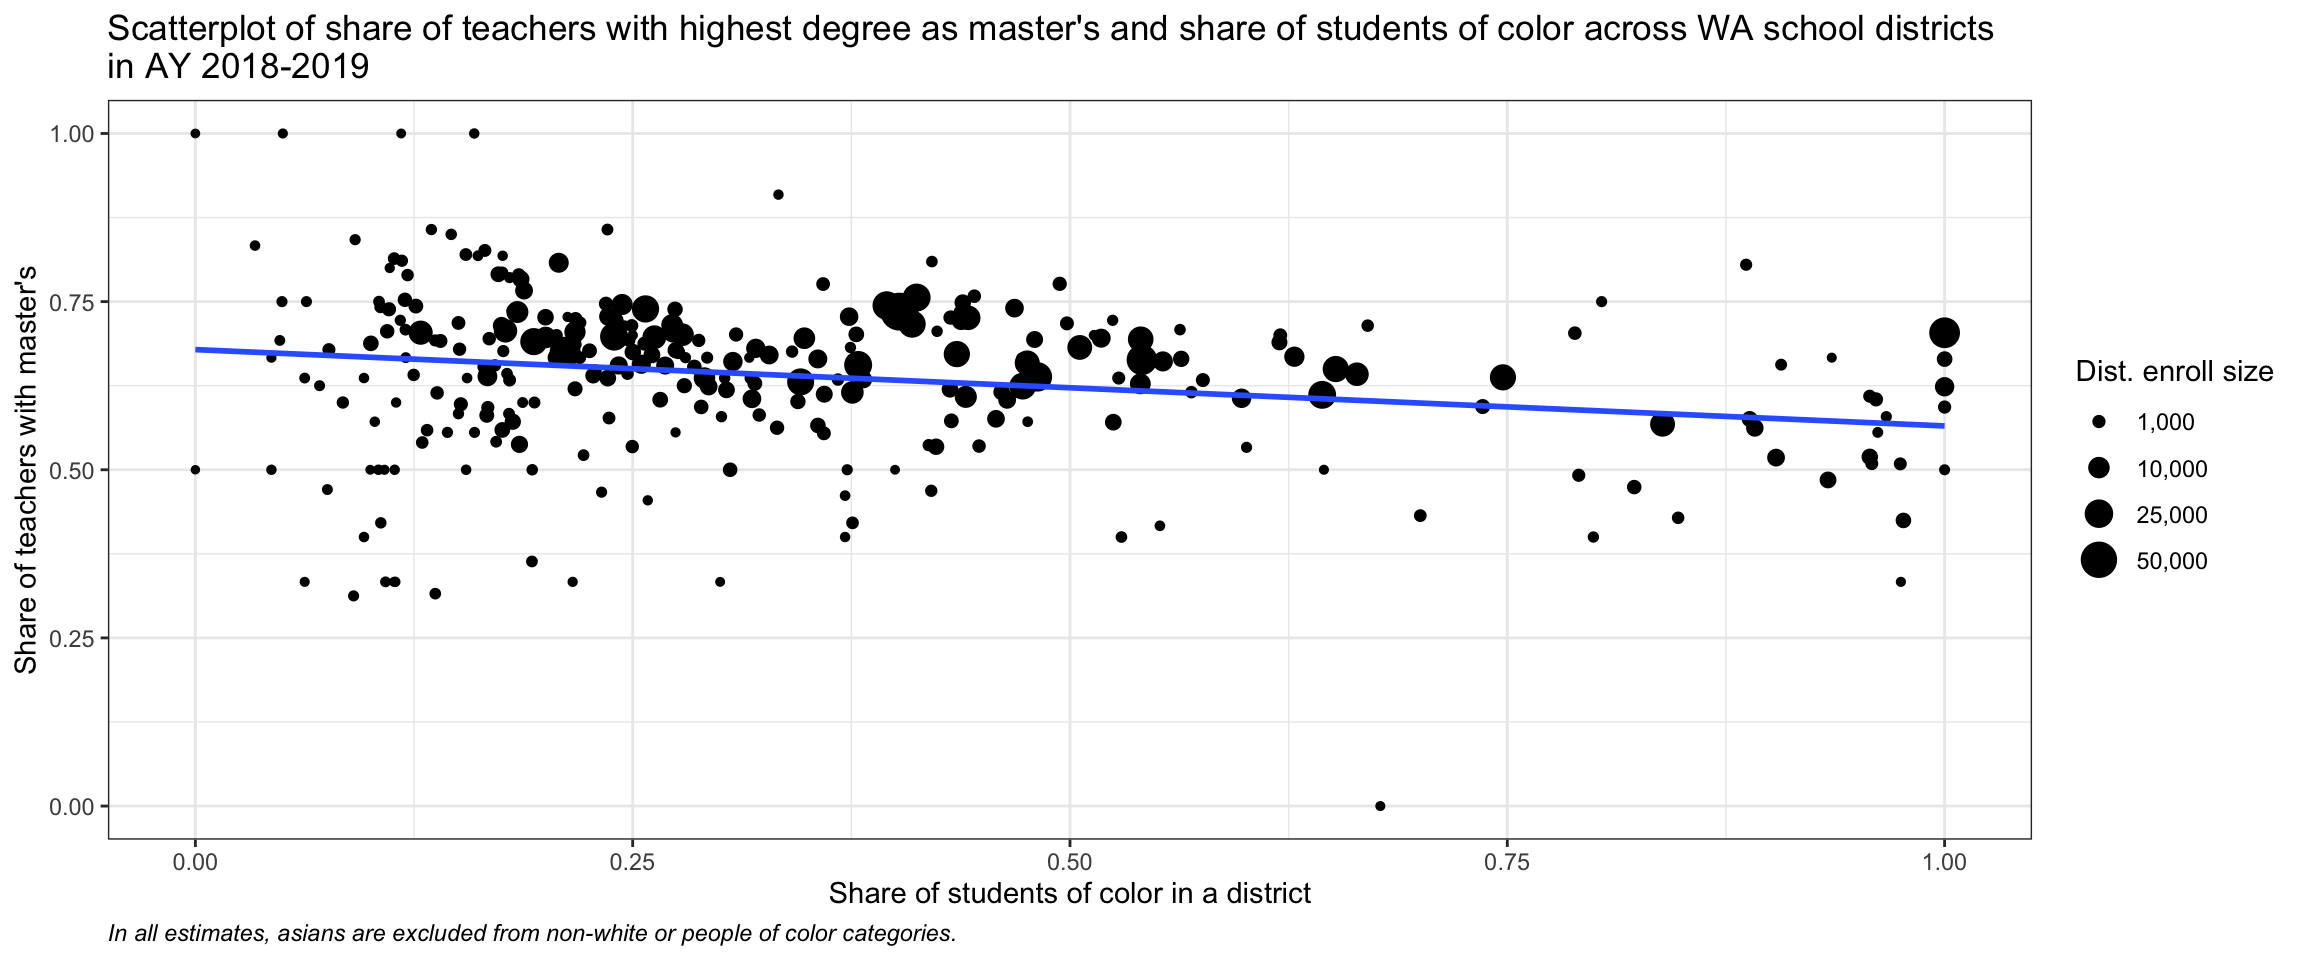 Scatterplot of share of teachers with highest degree as master's and share of students of color across WA school districts
in AY 2018-2019
Share of teachers with master's
1.00
0.75
0.50
0.25
0.00
0.00 0.25 0.50 0.75 1.00
Share of students of color in a district
Dist. enroll size
1,000
10,000
25,000
50,000
In all estimates, asians are excluded from non-white or people of color categories.